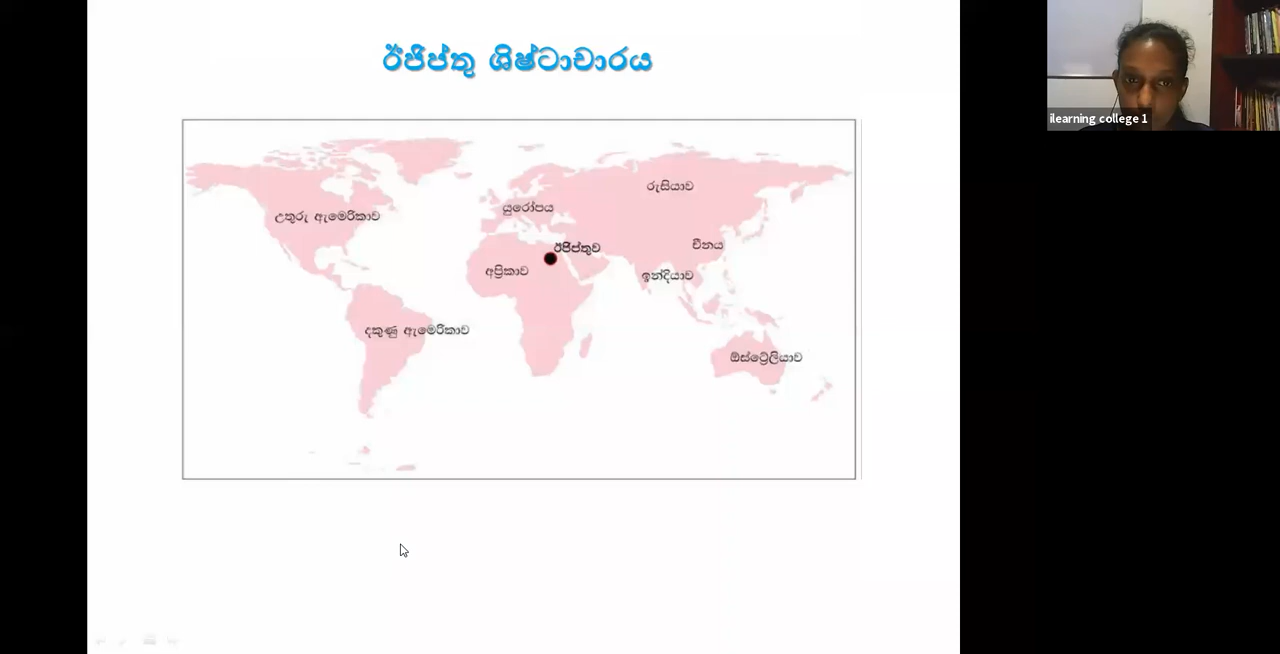 ඊජිප්තු ශිෂ්ටාචාරය
ilearning college 1
රුසියාව
යුරෝපය
උතුරු ඇමෙරිකාව
චීනය
ඊජිප්තුව
අප්‍රිකාව
ඉන්දියාව
දකුණු ඇමෙරිකාව
ඕස්ට්‍රේලියාව